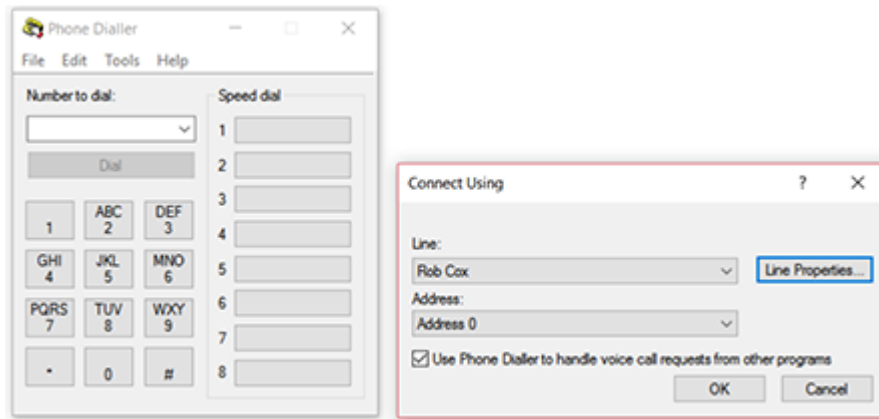 Phone Dialler
File Edit Tools Help
Number to dial:
Dial
1
ABC 2
DEF 3
GHI 4
JKL 5
MNO 6
PQRS 7
TUV 8
WXY 9
*
0
#
Speed dial
1
2
3
4
5
6
7
8
Connect Using
?
Line:
Rob Cox
Line Properties...
Address:
Address 0
Use Phone Dialler to handle voice call requests from other programs
OK
Cancel